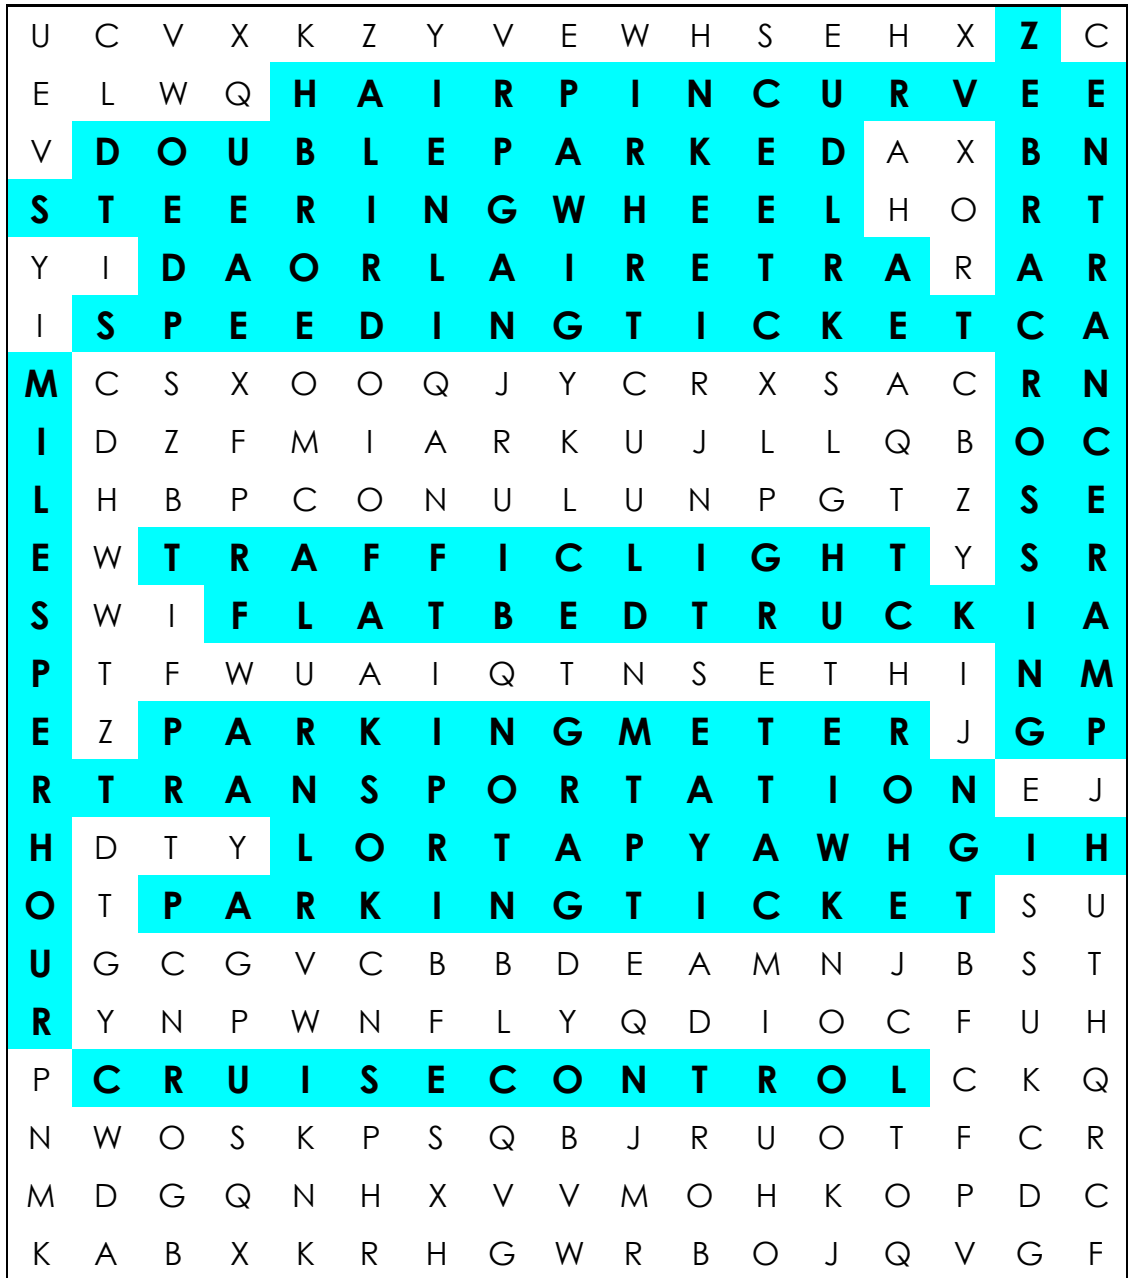 U C V X K Z Y V E W H S E H X Z C
E L W Q H A I R P I N C U R V E E
V D O U B L E P A R K E D A X B N
S T E E R I N G W H E E L H O R T
Y I D A O R L A I R E T R A R A R
I S P E E D I N G T I C K E T C A
M C S X O O Q J Y C R X S A C R N
I D Z F M I A R K U J L L Q B O C
L H B P C O N U L U N P G T Z S E
E W T R A F F I C L I G H T Y S R
S W I F L A T B E D T R U C K I A
P T F W U A I Q T N S E T H I N M
E Z P A R K I N G M E T E R J G P
R T R A N S P O R T A T I O N E J
H D T Y L O R T A P Y A W H G I H
O T P A R K I N G T I C K E T S U
U G C G V C B B D E A M N J B S T
R Y N P W N F L Y Q D I O C F U H
P C R U I S E C O N T R O L C K Q
N W O S K P S Q B J R U O T F C R
M D G Q N H X V V M O H K O P D C
K A B X K R H G W R B O J Q V G F